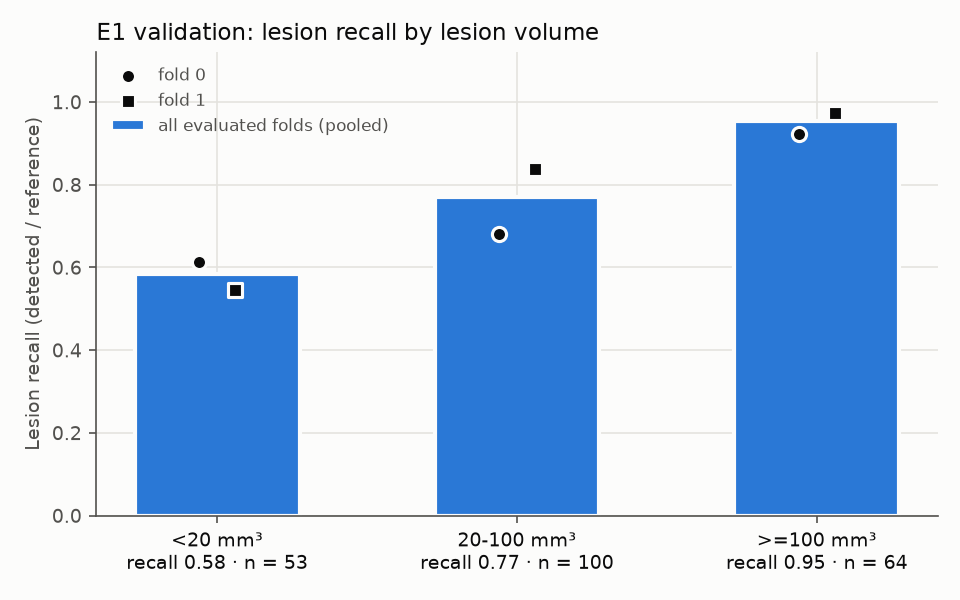 E1 validation: lesion recall by lesion volume
fold 0
fold 1
all evaluated folds (pooled)
Lesion recall (detected / reference)
1.0
0.8
0.6
0.4
0.2
0.0
<20 mm³
recall 0.58 · n = 53
20-100 mm³
recall 0.77 · n = 100
>=100 mm³
recall 0.95 · n = 64